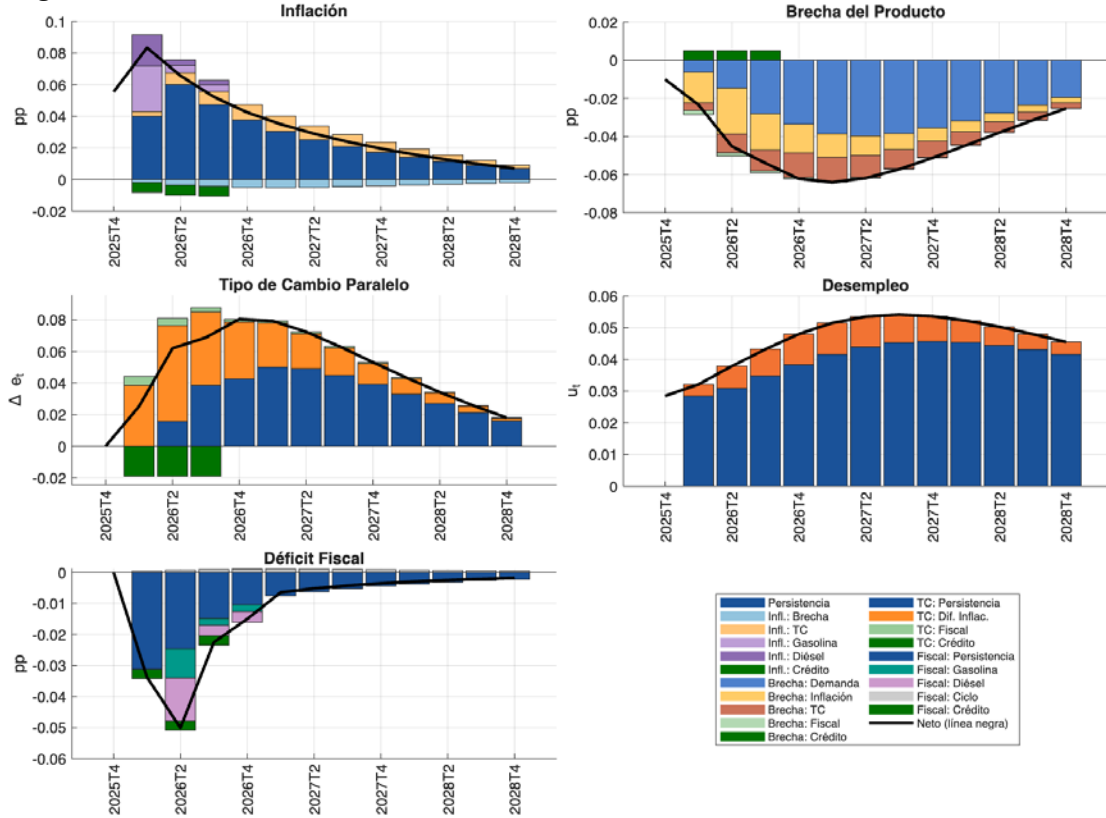 Inflación
0.1
0.08
0.06
0.04
0.02
0
-0.02
pp
2025T4
2026T2
2026T4
2027T2
2027T4
2028T2
2028T4
Brecha del Producto
0.02
0
-0.02
-0.04
-0.06
-0.08
pp
2025T4
2026T2
2026T4
2027T2
2027T4
2028T2
2028T4
Tipo de Cambio Paralelo
0.08
0.06
0.04
0.02
0
-0.02
Δ e_t
2025T4
2026T2
2026T4
2027T2
2027T4
2028T2
2028T4
Desempleo
0.06
0.05
0.04
0.03
0.02
0.01
0
u_t
2025T4
2026T2
2026T4
2027T2
2027T4
2028T2
2028T4
Déficit Fiscal
0
-0.01
-0.02
-0.03
-0.04
-0.05
-0.06
pp
2025T4
2026T2
2026T4
2027T2
2027T4
2028T2
2028T4
Persistencia
Infl.: Brecha
Infl.: TC
Infl.: Gasolina
Infl.: Diésel
Infl.: Crédito
Brecha: Demanda
Brecha: Inflación
Brecha: TC
Brecha: Fiscal
Brecha: Crédito
TC: Persistencia
TC: Dif. Inflac.
TC: Fiscal
TC: Crédito
Fiscal: Persistencia
Fiscal: Gasolina
Fiscal: Diésel
Fiscal: Ciclo
Fiscal: Crédito
Neto (línea negra)